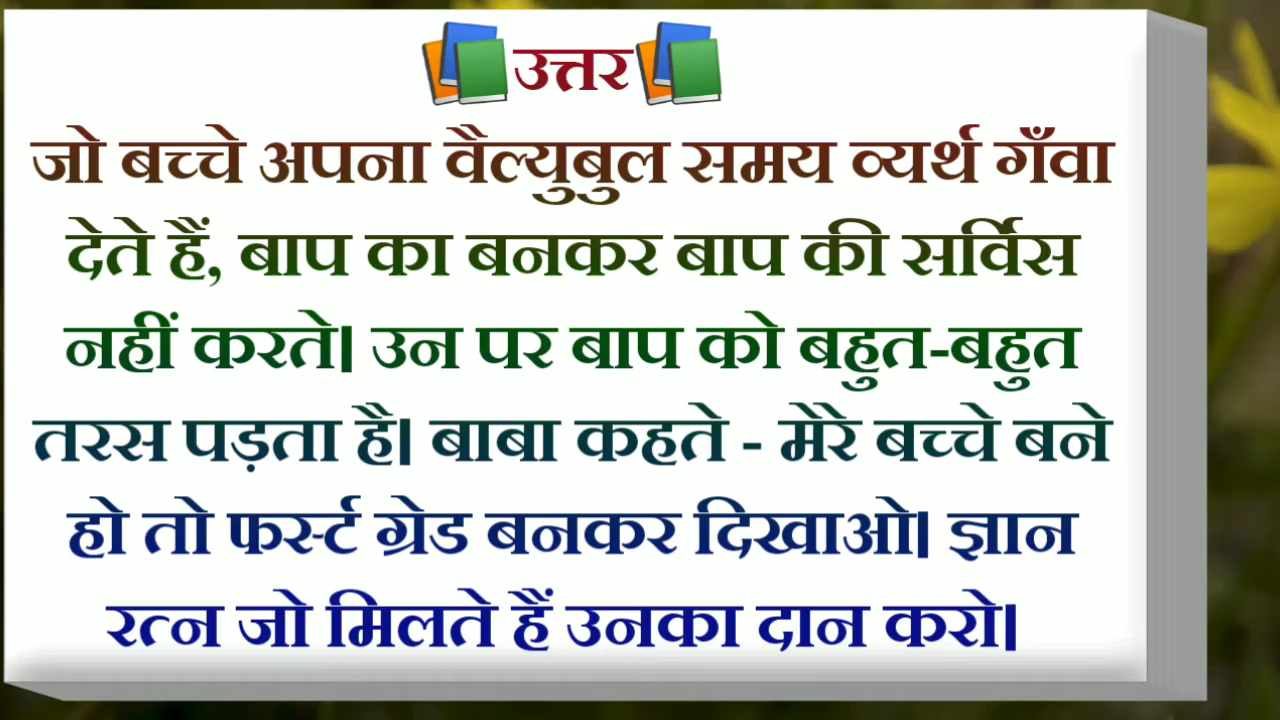 उत्तर
जो बच्चे अपना वैल्युबुल समय व्यर्थ गँवा
देते हैं, बाप का बनकर बाप की सर्विस
नहीं करते। उन पर बाप को बहुत-बहुत
तरस पड़ता है। बाबा कहते - मेरे बच्चे बने
हो तो फर्स्ट ग्रेड बनकर दिखाओ। ज्ञान
रत्न जो मिलते हैं उनका दान करो।